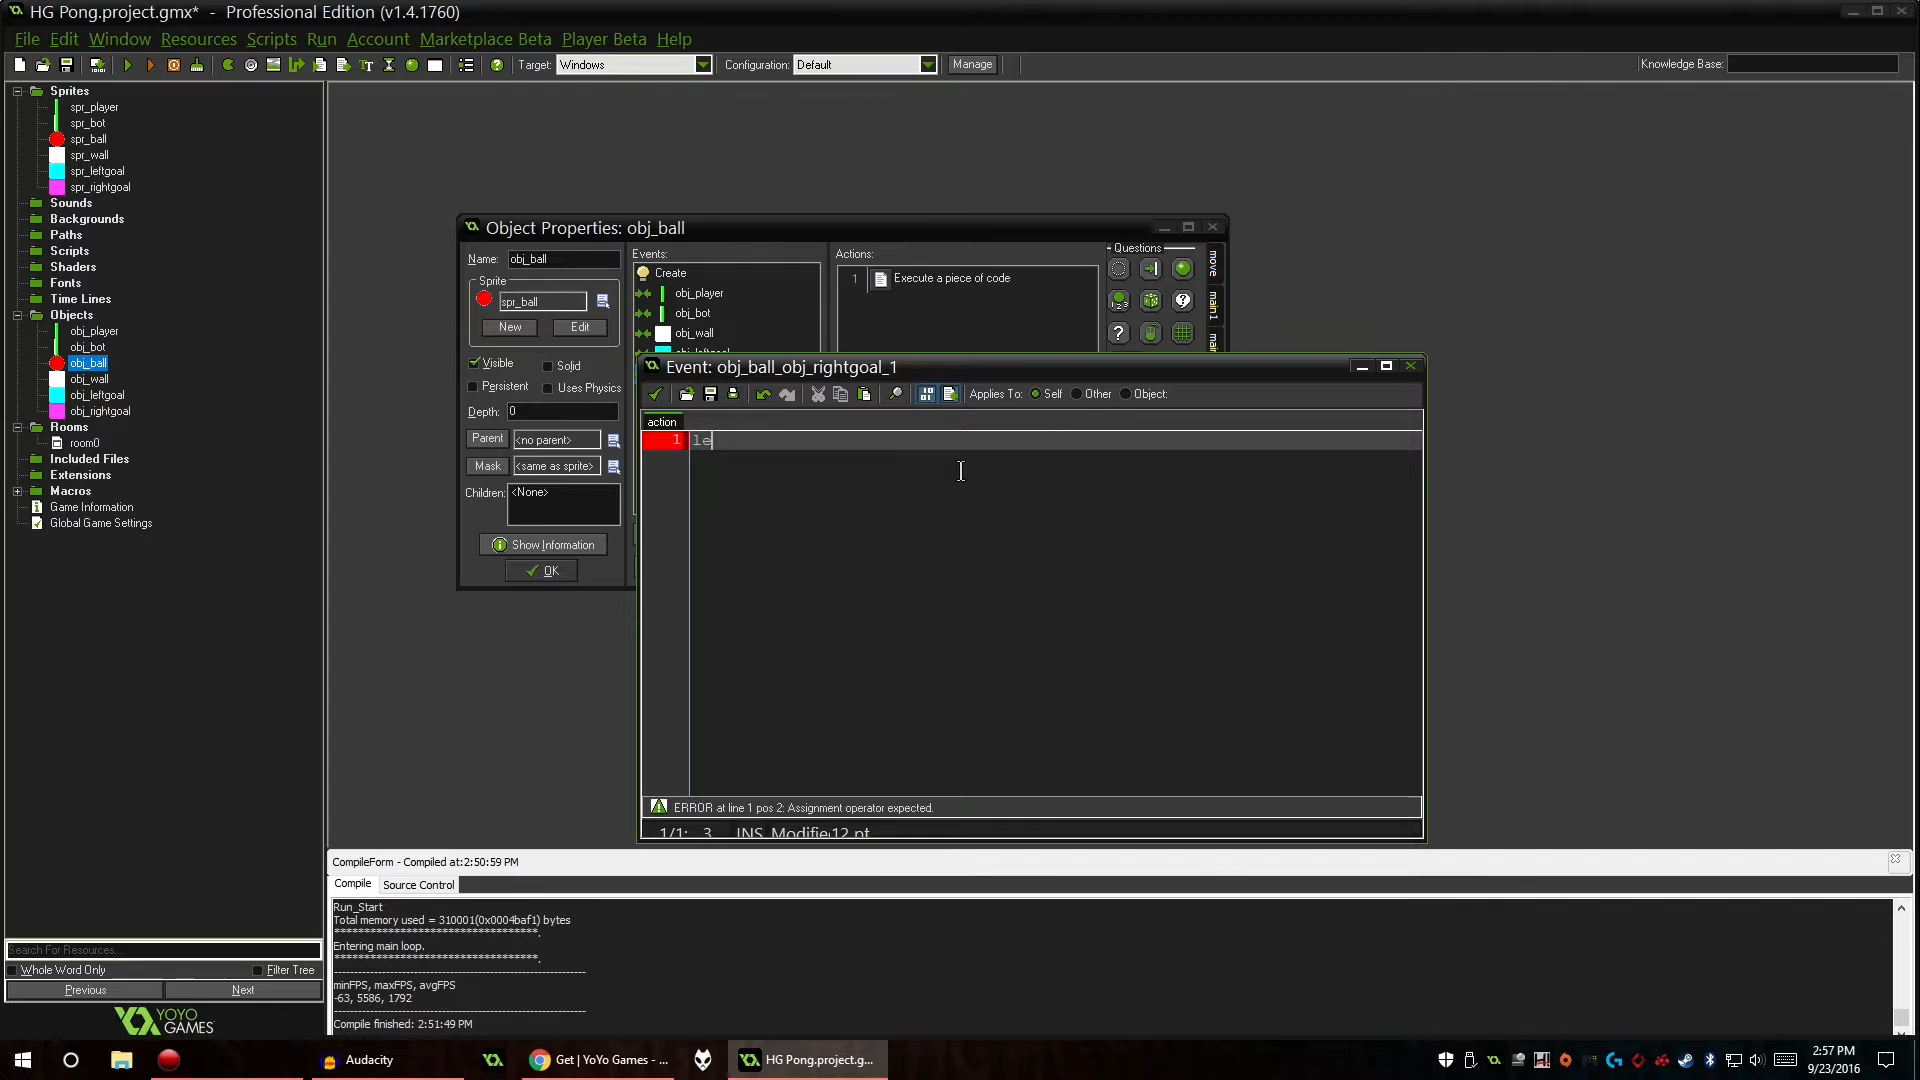 HG Pong.project.gmx* - Professional Edition (v1.4.1760)
File Edit Window Resources Scripts Run Account Marketplace Beta Player Beta Help
Target: Windows Configuration: Default Manage Knowledge Base:
Sprites
spr_player
spr_bot
spr_ball
spr_wall
spr_leftgoal
spr_rightgoal
Sounds
Backgrounds
Paths
Scripts
Shaders
Fonts
Time Lines
Objects
obj_player
obj_bot
obj_ball
obj_wall
obj_leftgoal
obj_rightgoal
Rooms
room0
Included Files
Extensions
Macros
Game Information
Global Game Settings
Search For Resources...
Whole Word Only Filter Tree
Previous Next
YOYO
GAMES
Object Properties: obj_ball
Name: obj_ball
Sprite
spr_ball
New Edit
Visible Solid
Persistent Uses Physics
Depth: 0
Parent <no parent>
Mask <same as sprite>
Children: <None>
Show Information
OK
Events:
Create
obj_player
obj_bot
obj_wall
Actions:
1 Execute a piece of code
Questions
move
main1
Event: obj_ball_obj_rightgoal_1
Applies To: Self Other Object:
action
1 le
ERROR at line 1 pos 2: Assignment operator expected.
1/1: 3 INS Modifie 12 pt
CompileForm - Compiled at:2:50:59 PM
Compile Source Control
Run_Start
Total memory used = 310001(0x0004baf1) bytes
**********************************.
Entering main loop.
**********************************.
minFPS, maxFPS, avgFPS
-63, 5586, 1792
Compile finished: 2:51:49 PM
Audacity
Get | YoYo Games - ...
HG Pong.project.g...
2:57 PM
9/23/2016